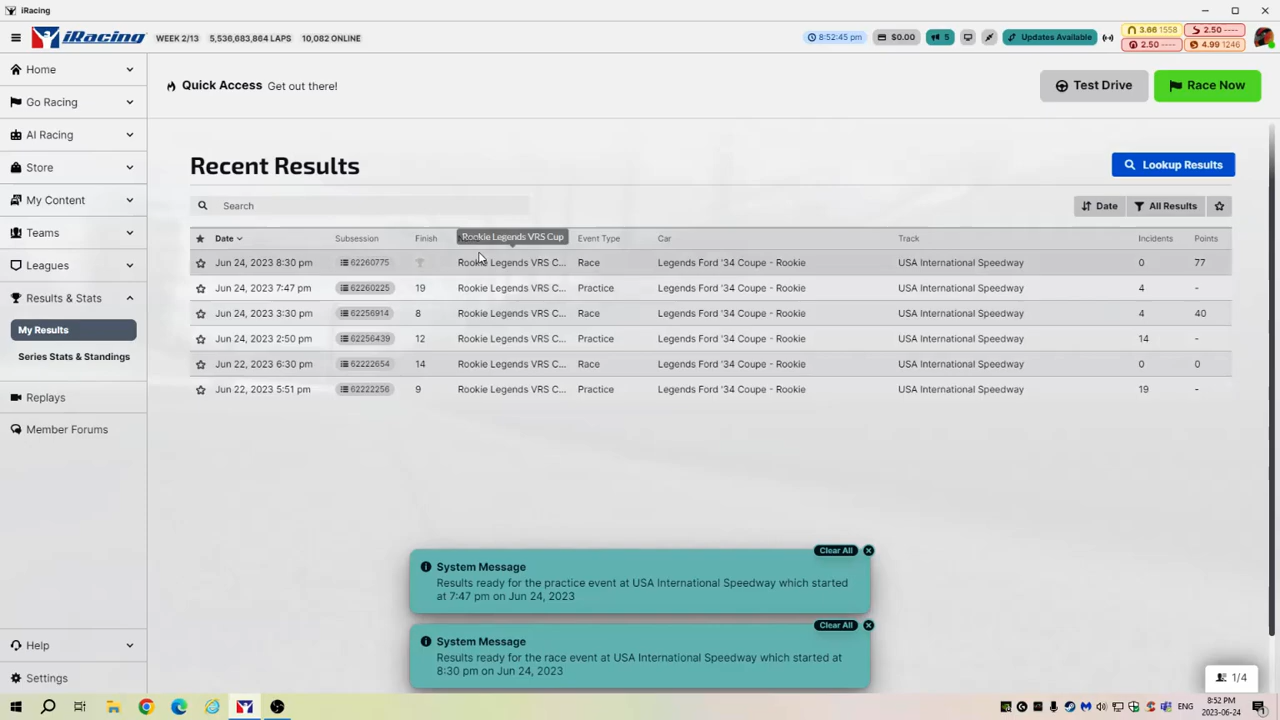 iRacing
iRacing WEEK 2/13 5,536,683,864 LAPS 10,082 ONLINE 8:52:45 pm $0.00 5 Updates Available 3.66 1558 2.50 ----
2.50 ---- 4.99 1246
Home
Go Racing
AI Racing
Store
My Content
Teams
Leagues
Results & Stats
My Results
Series Stats & Standings
Replays
Member Forums
Help
Settings
Quick Access Get out there!
Test Drive
Race Now
Recent Results
Lookup Results
Search
Date
All Results
Rookie Legends VRS Cup
Date Subsession Finish Event Type Car Track Incidents Points
Jun 24, 2023 8:30 pm 62260775 Rookie Legends VRS C... Race Legends Ford '34 Coupe - Rookie USA International Speedway 0 77
Jun 24, 2023 7:47 pm 62260225 19 Rookie Legends VRS C... Practice Legends Ford '34 Coupe - Rookie USA International Speedway 4 -
Jun 24, 2023 3:30 pm 62256914 8 Rookie Legends VRS C... Race Legends Ford '34 Coupe - Rookie USA International Speedway 4 40
Jun 24, 2023 2:50 pm 62256439 12 Rookie Legends VRS C... Practice Legends Ford '34 Coupe - Rookie USA International Speedway 14 -
Jun 22, 2023 6:30 pm 62222654 14 Rookie Legends VRS C... Race Legends Ford '34 Coupe - Rookie USA International Speedway 0 0
Jun 22, 2023 5:51 pm 62222256 9 Rookie Legends VRS C... Practice Legends Ford '34 Coupe - Rookie USA International Speedway 19 -
Clear All
System Message
Results ready for the practice event at USA International Speedway which started
at 7:47 pm on Jun 24, 2023
Clear All
System Message
Results ready for the race event at USA International Speedway which started at
8:30 pm on Jun 24, 2023
1/4
ENG
8:52 PM
2023-06-24
1